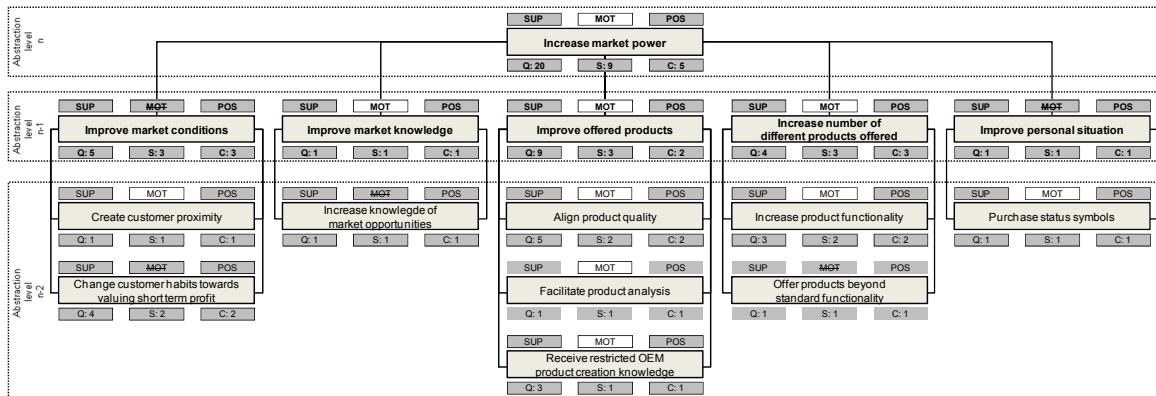 Abstraction
level
n
SUP MOT POS
Increase market power
Q: 20 S: 9 C: 5
Abstraction
level
n-1
SUP MOT POS SUP MOT POS SUP MOT POS SUP MOT POS SUP MOT POS
Improve market conditions Improve market knowledge Improve offered products Increase number of
different products offered Improve personal situation
Q: 5 S: 3 C: 3 Q: 1 S: 1 C: 1 Q: 9 S: 3 C: 2 Q: 4 S: 3 C: 3 Q: 1 S: 1 C: 1
Abstraction
level
n-2
SUP MOT POS SUP MOT POS SUP MOT POS SUP MOT POS SUP MOT POS
Create customer proximity Increase knowlegde of
market opportunities Align product quality Increase product functionality Purchase status symbols
Q: 1 S: 1 C: 1 Q: 1 S: 1 C: 1 Q: 5 S: 2 C: 2 Q: 3 S: 2 C: 2 Q: 1 S: 1 C: 1
SUP MOT POS SUP MOT POS SUP MOT POS
Change customer habits towards
valuing short term profit Facilitate product analysis Offer products beyond
standard functionality
Q: 4 S: 2 C: 2 Q: 1 S: 1 C: 1 Q: 1 S: 1 C: 1
SUP MOT POS
Receive restricted OEM
product creation knowledge
Q: 3 S: 1 C: 1